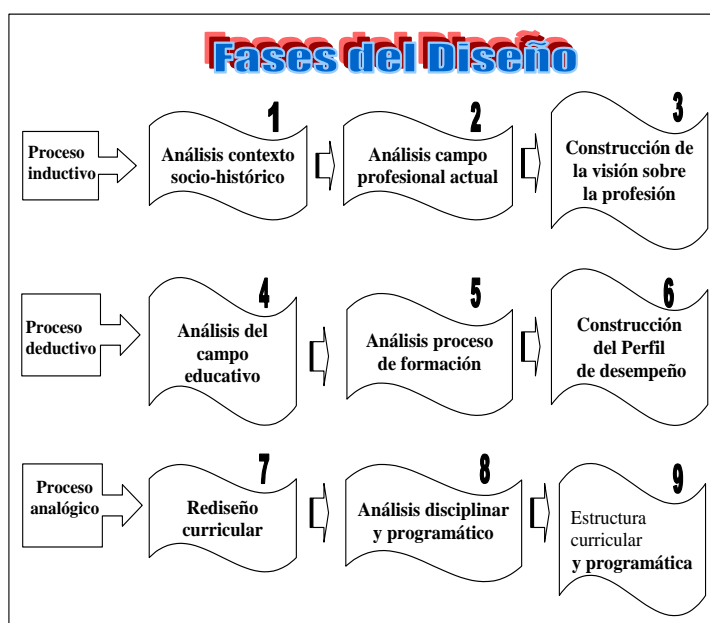 Fases del Diseño
1
2
3
Proceso
inductivo
Análisis contexto
socio-histórico
Análisis campo
profesional actual
Construcción de
la visión sobre
la profesión
4
5
6
Proceso
deductivo
Análisis del
campo
educativo
Análisis proceso
de formación
Construcción
del Perfil
de desempeño
7
8
9
Proceso
analógico
Rediseño
curricular
Análisis disciplinar
y programático
Estructura
curricular
y programática